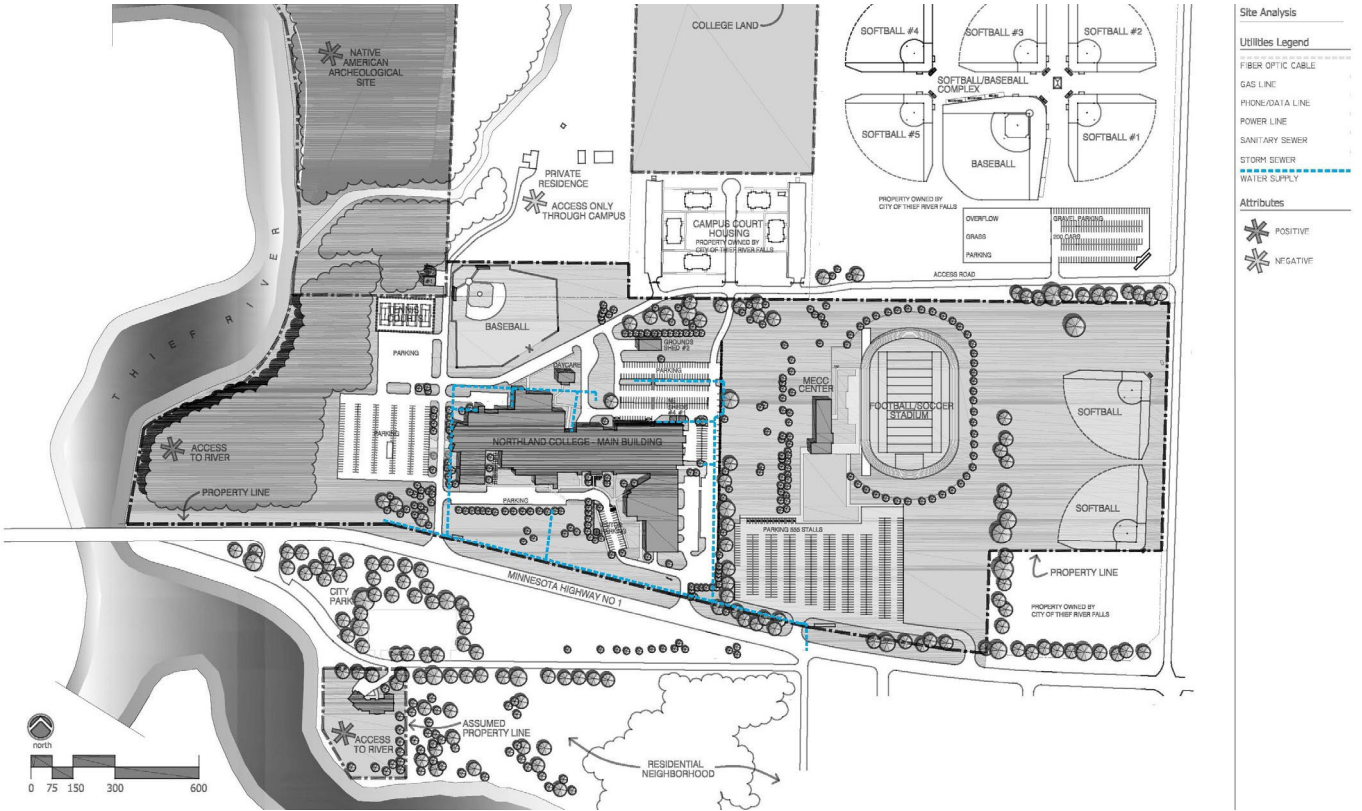 NATIVE
AMERICAN
ARCHEOLOGICAL
SITE
COLLEGE LAND
SOFTBALL #4
SOFTBALL #3
SOFTBALL #2
SOFTBALL/BASEBALL
COMPLEX
SOFTBALL #5
SOFTBALL #1
BASEBALL
PRIVATE
RESIDENCE
ACCESS ONLY
THROUGH CAMPUS
PROPERTY OWNED BY
CITY OF THIEF RIVER FALLS
CAMPUS COURT
HOUSING
PROPERTY OWNED BY
CITY OF THIEF RIVER FALLS
OVERFLOW
GRASS
PARKING
GRAVEL PARKING
200 CARS
ACCESS ROAD
THIEF RIVER
TENNIS
COURTS
BASEBALL
PARKING
GROUNDS
SHED #2
DAYCARE
PARKING
MECC
CENTER
FOOTBALL/SOCCER
STADIUM
SOFTBALL
PARKING
NORTHLAND COLLEGE - MAIN BUILDING
ACCESS
TO RIVER
PROPERTY LINE
PARKING
PARKING
SOFTBALL
PARKING 555 STALLS
PROPERTY LINE
MINNESOTA HIGHWAY NO 1
CITY
PARK
PROPERTY OWNED BY
CITY OF THIEF RIVER FALLS
ASSUMED
PROPERTY LINE
ACCESS
TO RIVER
RESIDENTIAL
NEIGHBORHOOD
north
0 75 150 300 600
Site Analysis
Utilities Legend
FIBER OPTIC CABLE
GAS LINE
PHONE/DATA LINE
POWER LINE
SANITARY SEWER
STORM SEWER
WATER SUPPLY
Attributes
POSITIVE
NEGATIVE